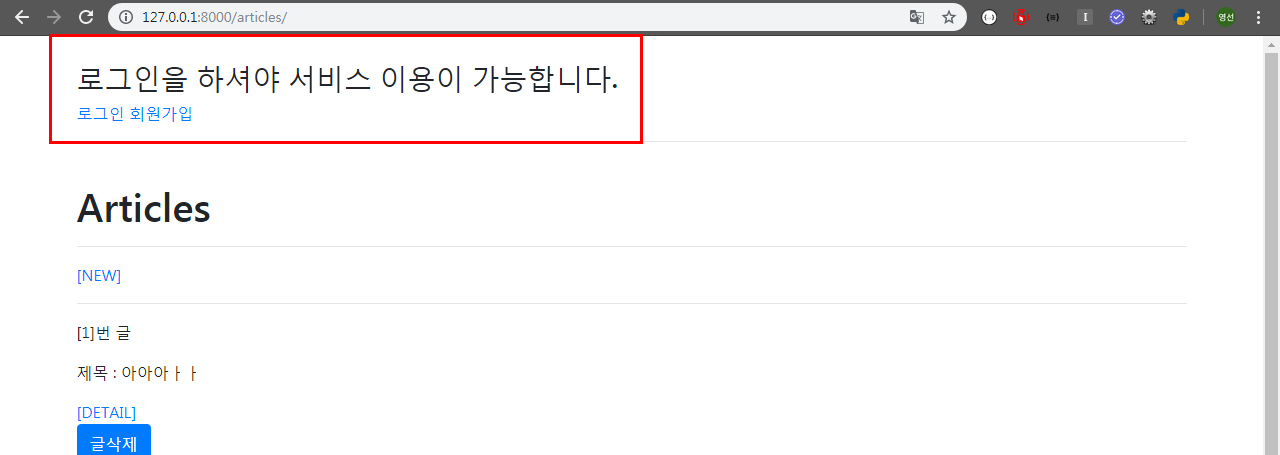 127.0.0.1:8000/articles/
영선
로그인을 하셔야 서비스 이용이 가능합니다.
로그인 회원가입
Articles
[NEW]
[1]번 글
제목 : 아아아ㅏㅏ
[DETAIL]
글삭제